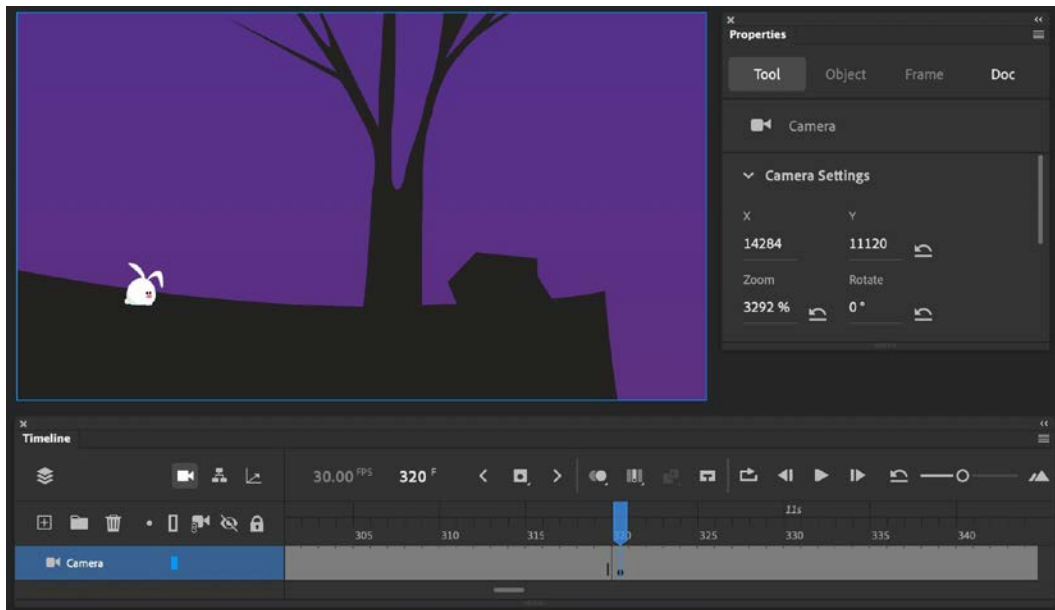 Properties
Tool Object Frame Doc
Camera
Camera Settings
X Y
14284 11120
Zoom Rotate
3292 % 0 °
Timeline
30.00 FPS 320 F
11s
305 310 315 320 325 330 335 340
Camera